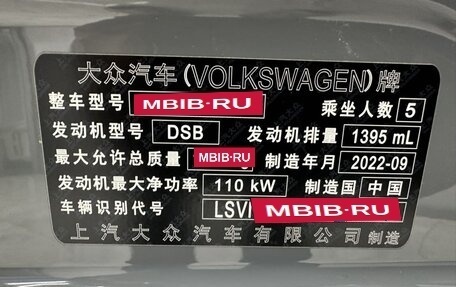 大众汽车(VOLKSWAGEN)牌
整车型号 MBIB·RU 乘坐人数 5
发动机型号 DSB 发动机排量 1395 mL
最大允许总质量 MBIB·RU 制造年月 2022-09
发动机最大净功率 110 kW 制造国 中国
车辆识别代号 LSV MBIB-RU
上汽大众汽车有限公司 制造